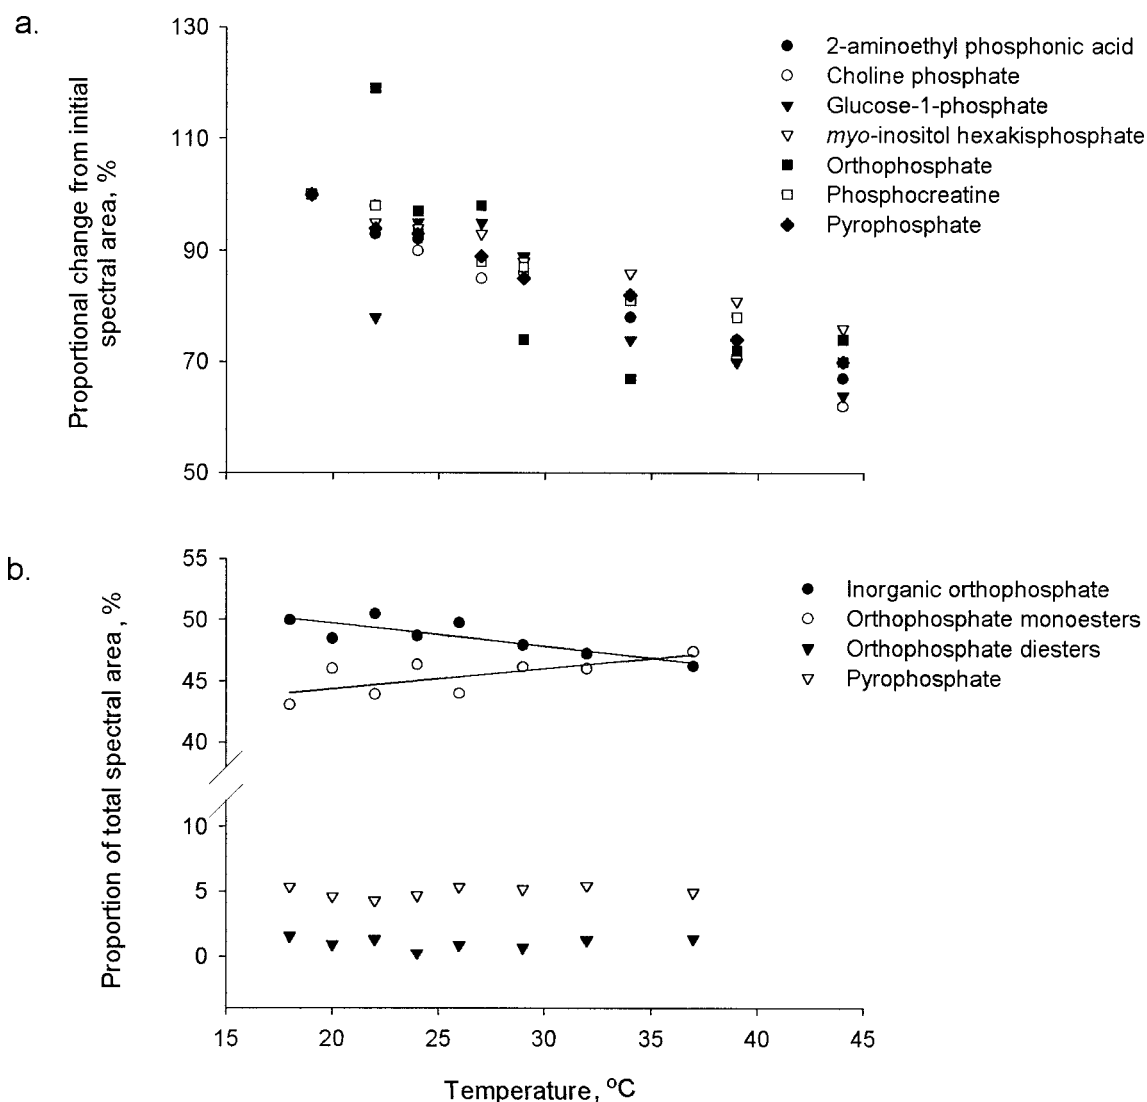 a.
Proportional change from initial
spectral area, %
130
110
90
70
50
2-aminoethyl phosphonic acid
Choline phosphate
Glucose-1-phosphate
myo-inositol hexakisphosphate
Orthophosphate
Phosphocreatine
Pyrophosphate
b.
Proportion of total spectral area, %
55
50
45
40
10
5
0
Inorganic orthophosphate
Orthophosphate monoesters
Orthophosphate diesters
Pyrophosphate
15 20 25 30 35 40 45
Temperature, ºC